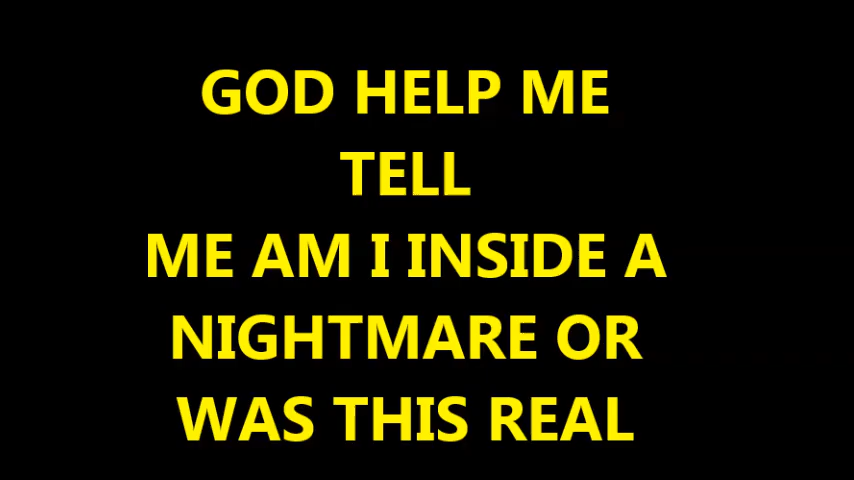 GOD HELP ME
TELL
ME AM I INSIDE A
NIGHTMARE OR
WAS THIS REAL